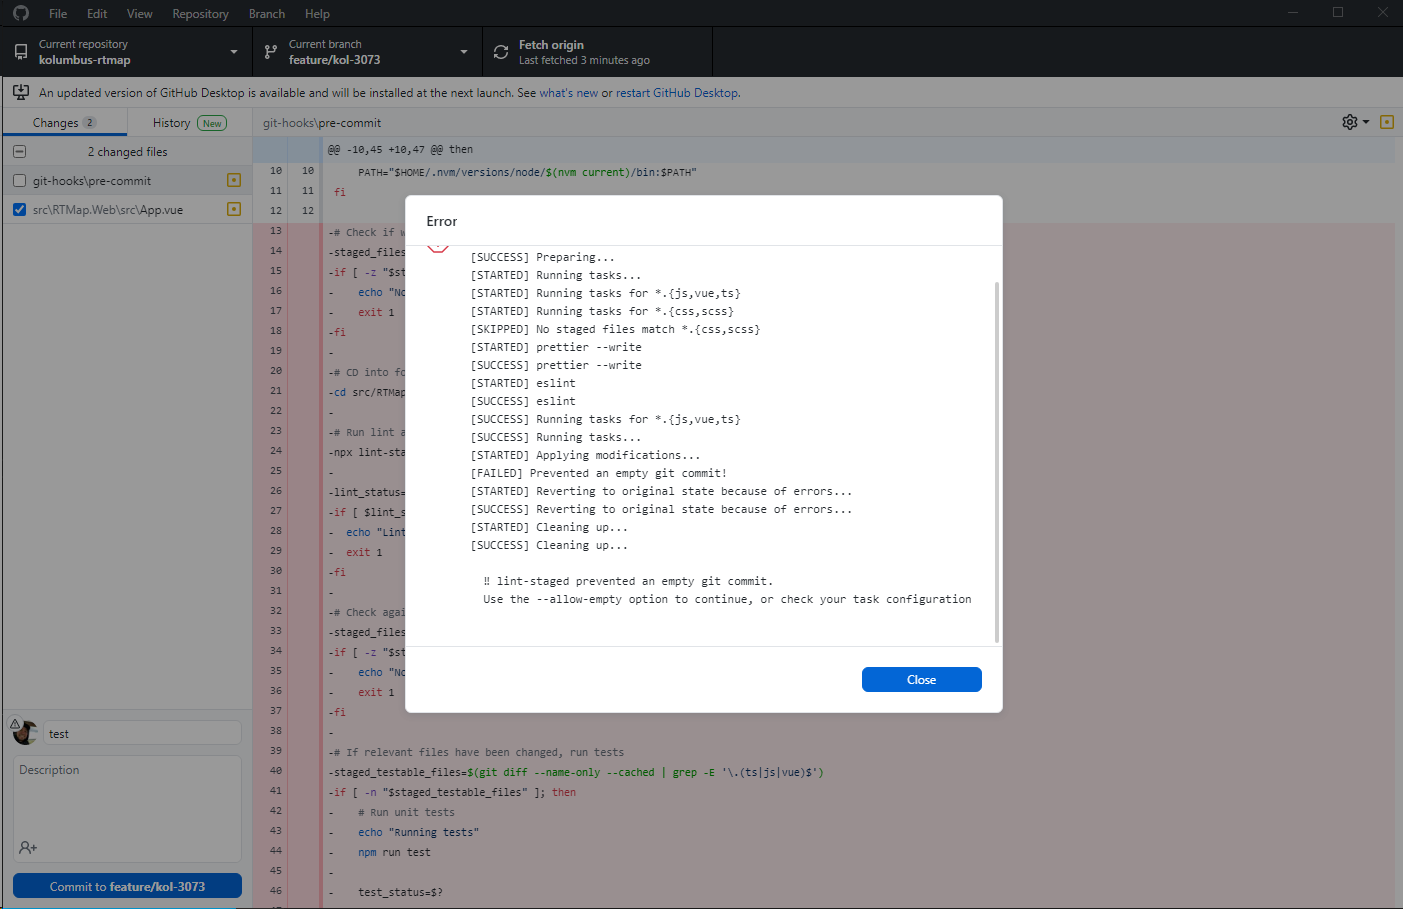 File Edit View Repository Branch Help
Current repository
kolumbus-rtmap
Current branch
feature/kol-3073
Fetch origin
Last fetched 3 minutes ago
An updated version of GitHub Desktop is available and will be installed at the next launch. See what's new or restart GitHub Desktop.
Changes 2
History New
git-hooks\pre-commit
2 changed files
git-hooks\pre-commit
src\RTMap.Web\src\App.vue
@@ -10,45 +10,47 @@ then
10 10 PATH="$HOME/.nvm/versions/node/$(nvm current)/bin:$PATH"
11 11 fi
12 12
13 -# Check if w
14 -staged_files
15 -if [ -z "$st
16 - echo "No
17 - exit 1
18 -fi
19 -
20 -# CD into fo
21 -cd src/RTMap
22 -
23 -# Run lint a
24 -npx lint-sta
25 -
26 -lint_status=
27 -if [ $lint_s
28 - echo "Lint
29 - exit 1
30 -fi
31 -
32 -# Check agai
33 -staged_files
34 -if [ -z "$st
35 - echo "No
36 - exit 1
37 -fi
38 -
39 -# If relevant files have been changed, run tests
40 -staged_testable_files=$(git diff --name-only --cached | grep -E '\.(ts|js|vue)$')
41 -if [ -n "$staged_testable_files" ]; then
42 - # Run unit tests
43 - echo "Running tests"
44 - npm run test
45 -
46 - test_status=$?
Error
[SUCCESS] Preparing...
[STARTED] Running tasks...
[STARTED] Running tasks for *.{js,vue,ts}
[STARTED] Running tasks for *.{css,scss}
[SKIPPED] No staged files match *.{css,scss}
[STARTED] prettier --write
[SUCCESS] prettier --write
[STARTED] eslint
[SUCCESS] eslint
[SUCCESS] Running tasks for *.{js,vue,ts}
[SUCCESS] Running tasks...
[STARTED] Applying modifications...
[FAILED] Prevented an empty git commit!
[STARTED] Reverting to original state because of errors...
[SUCCESS] Reverting to original state because of errors...
[STARTED] Cleaning up...
[SUCCESS] Cleaning up...
‼ lint-staged prevented an empty git commit.
Use the --allow-empty option to continue, or check your task configuration
Close
test
Description
Commit to feature/kol-3073